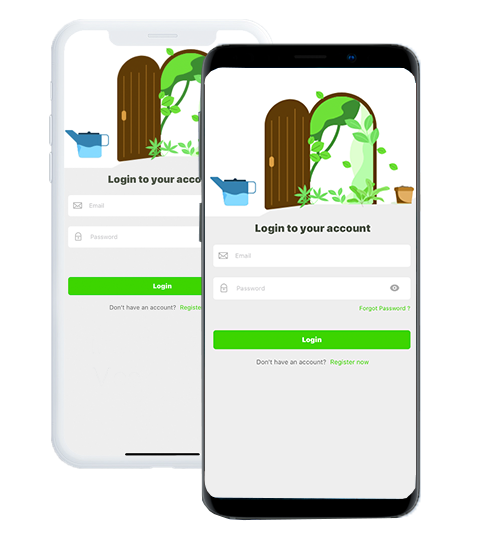 Login to your acco
Email
Password
Login
Don't have an account? Register
Login to your account
Email
Password
Forgot Password ?
Login
Don't have an account? Register now